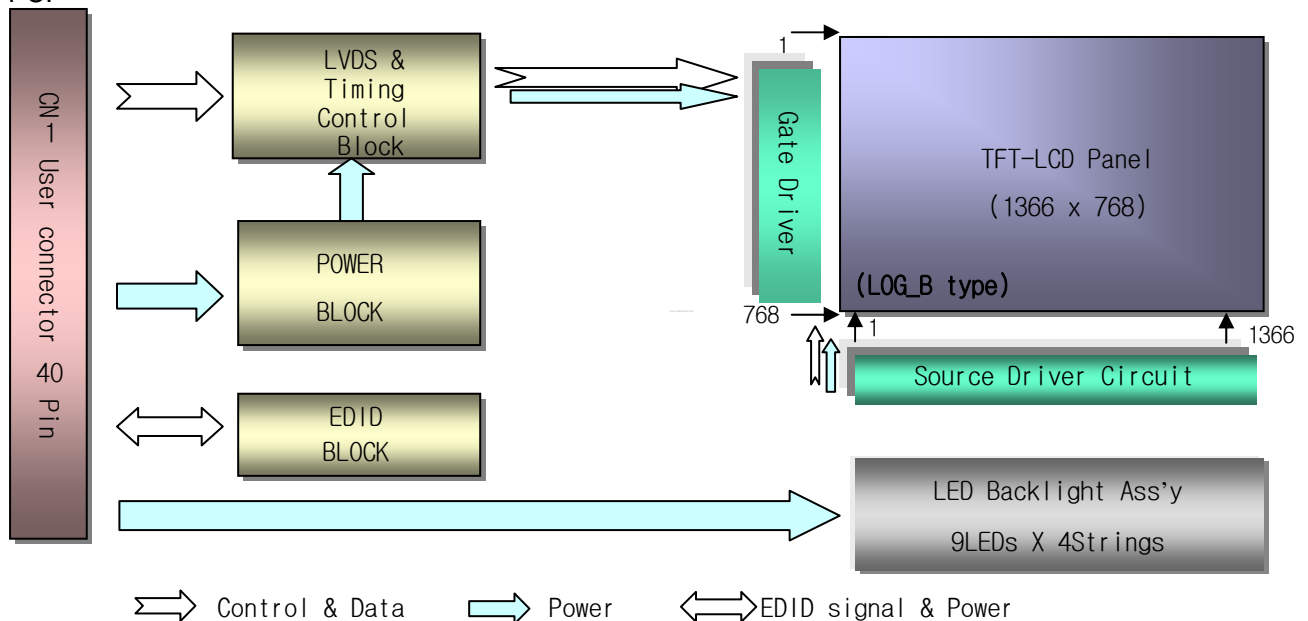 CN1 User connector 40 Pin
LVDS &
Timing
Control
Block
POWER
BLOCK
EDID
BLOCK
1
Gate Driver
768
TFT-LCD Panel
(1366 x 768)
(LOG_B type)
1
1366
Source Driver Circuit
LED Backlight Ass'y
9LEDs X 4Strings
Control & Data
Power
EDID signal & Power